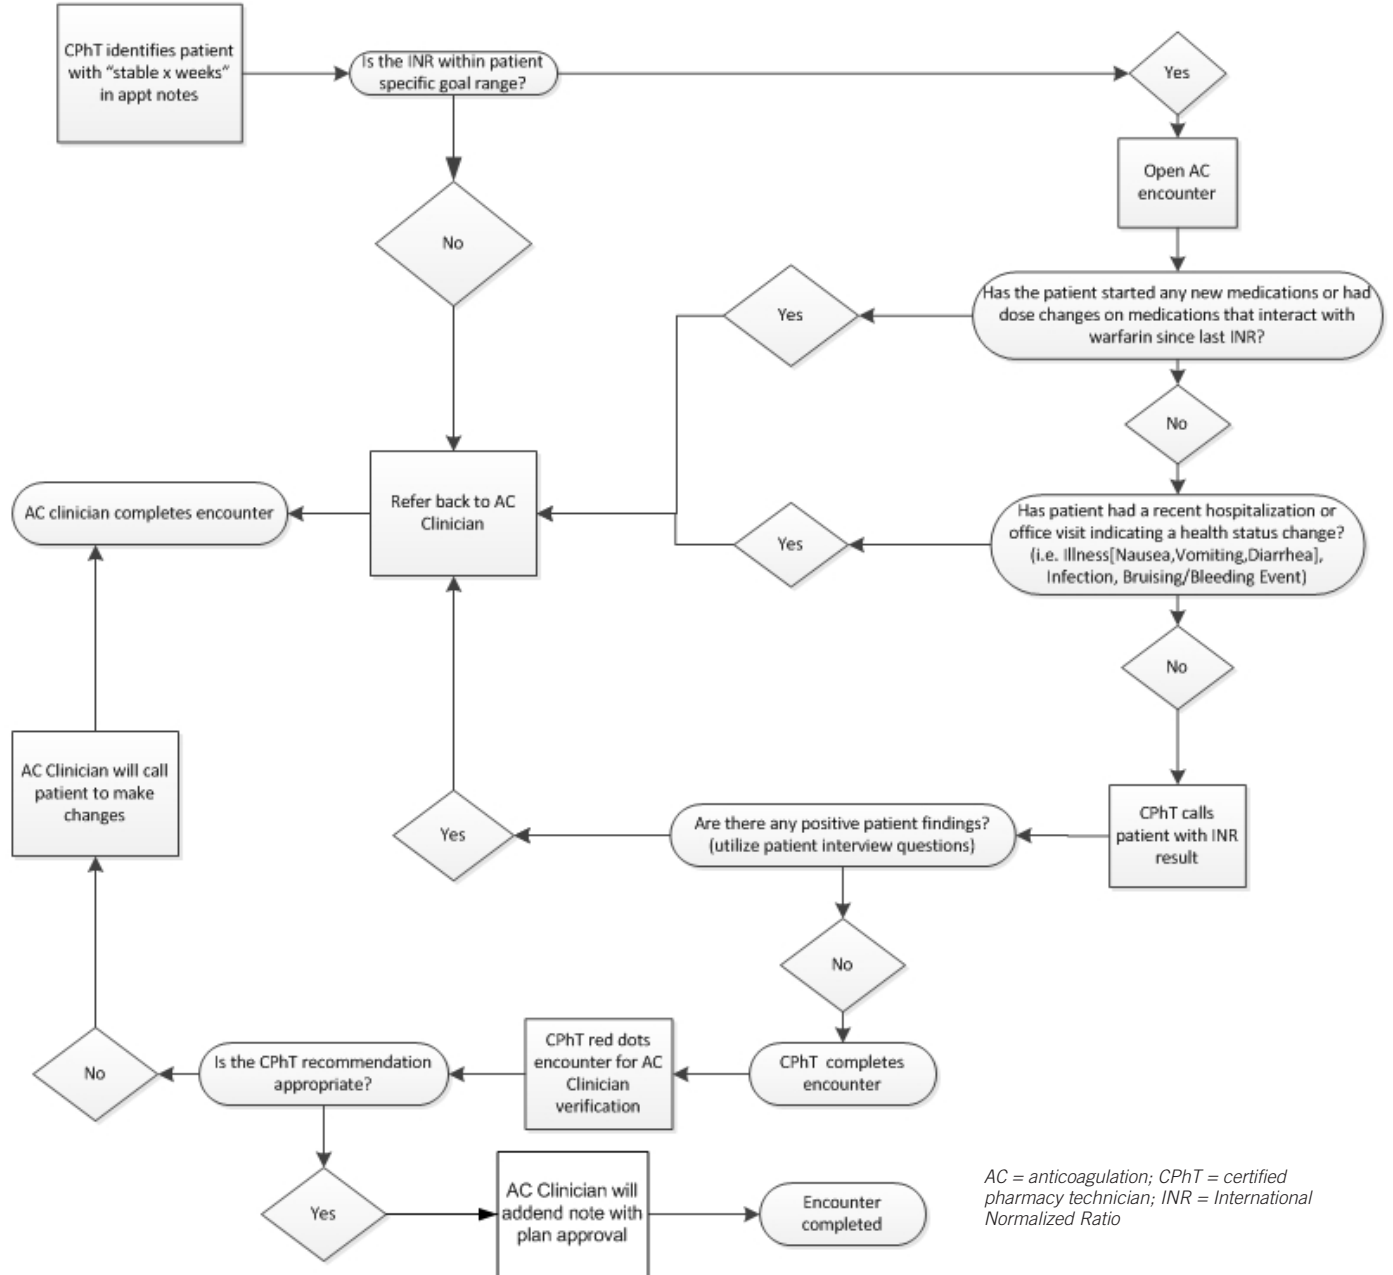 CPhT identifies patient
with “stable x weeks”
in appt notes
Is the INR within patient
specific goal range?
Yes
Open AC
encounter
No
Has the patient started any new medications or had
dose changes on medications that interact with
warfarin since last INR?
Yes
No
Refer back to AC
Clinician
AC clinician completes encounter
Has patient had a recent hospitalization or
office visit indicating a health status change?
(i.e. Illness[Nausea,Vomiting,Diarrhea],
Infection, Bruising/Bleeding Event)
Yes
No
AC Clinician will call
patient to make
changes
CPhT calls
patient with INR
result
Are there any positive patient findings?
(utilize patient interview questions)
Yes
No
CPhT completes
encounter
CPhT red dots
encounter for AC
Clinician
verification
Is the CPhT recommendation
appropriate?
No
Yes
AC Clinician will
addend note with
plan approval
Encounter
completed
AC = anticoagulation; CPhT = certified
pharmacy technician; INR = International
Normalized Ratio